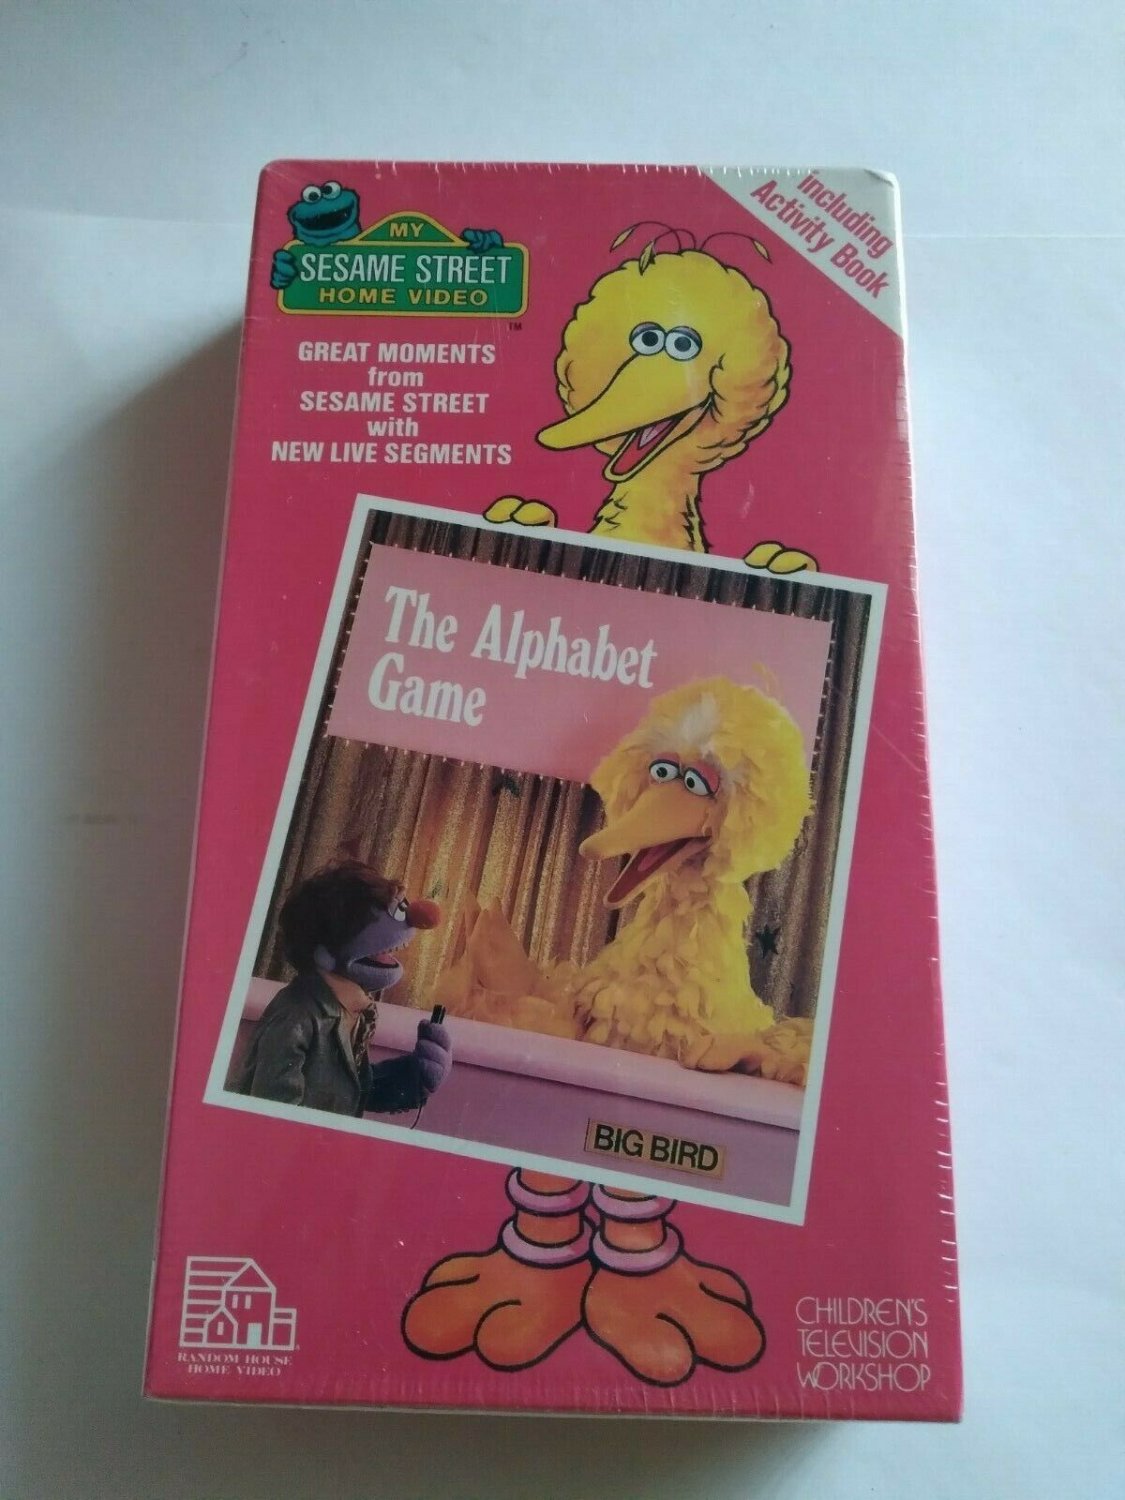 MY
SESAME STREET
HOME VIDEO
TM
including
Activity Book
GREAT MOMENTS
from
SESAME STREET
with
NEW LIVE SEGMENTS
The Alphabet
Game
BIG BIRD
RANDOM HOUSE
HOME VIDEO
CHILDREN'S
TELEVISION
WORKSHOP